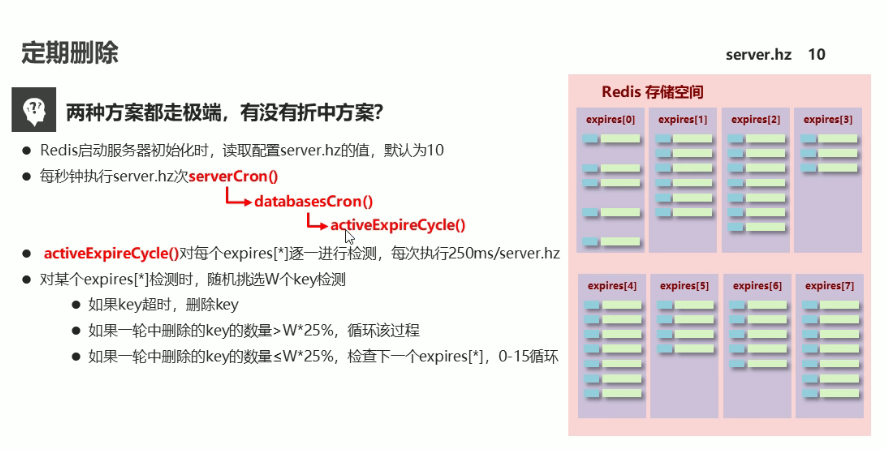 定期删除
server.hz 10
两种方案都走极端，有没有折中方案?
Redis启动服务器初始化时，读取配置server.hz的值，默认为10
每秒钟执行server.hz次serverCron()
databasesCron()
activeExpireCycle()
activeExpireCycle()对每个expires[*]逐一进行检测，每次执行250ms/server.hz
对某个expires[*]检测时，随机挑选W个key检测
如果key超时，删除key
如果一轮中删除的key的数量>W*25%，循环该过程
如果一轮中删除的key的数量≤W*25%，检查下一个expires[*]，0-15循环
Redis 存储空间
expires[0] expires[1] expires[2] expires[3]
expires[4] expires[5] expires[6] expires[7]